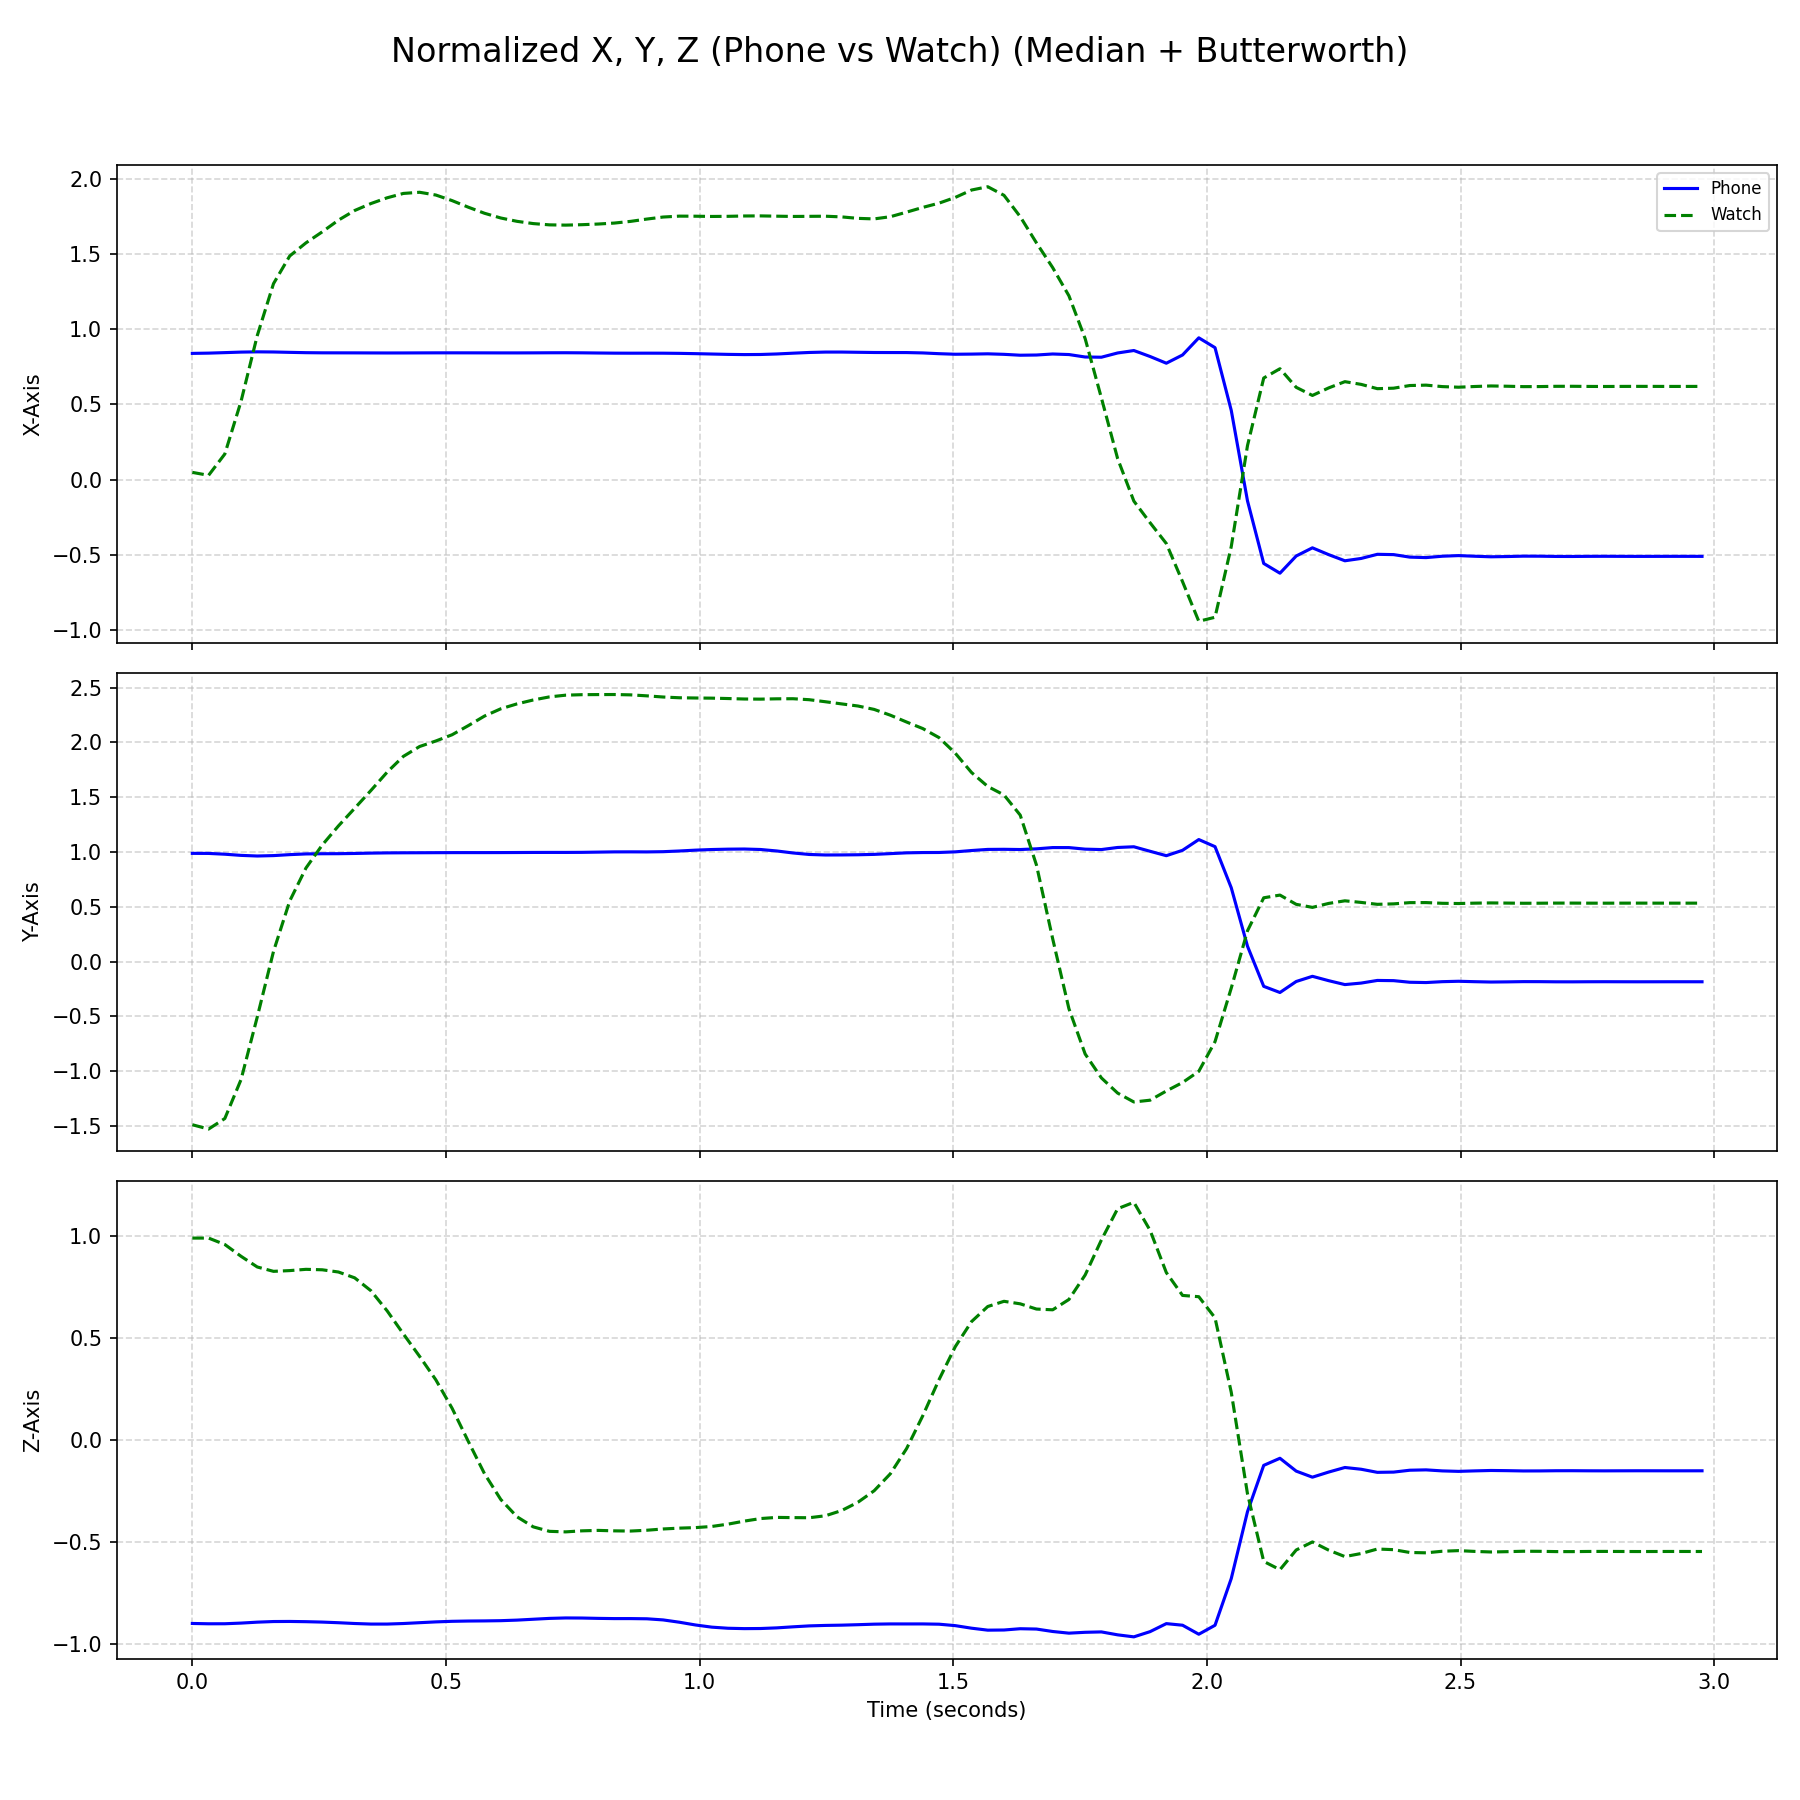 Normalized X, Y, Z (Phone vs Watch) (Median + Butterworth)
Phone
Watch
X-Axis
2.0
1.5
1.0
0.5
0.0
−0.5
−1.0
Y-Axis
2.5
2.0
1.5
1.0
0.5
0.0
−0.5
−1.0
−1.5
Z-Axis
1.0
0.5
0.0
−0.5
−1.0
0.0 0.5 1.0 1.5 2.0 2.5 3.0
Time (seconds)